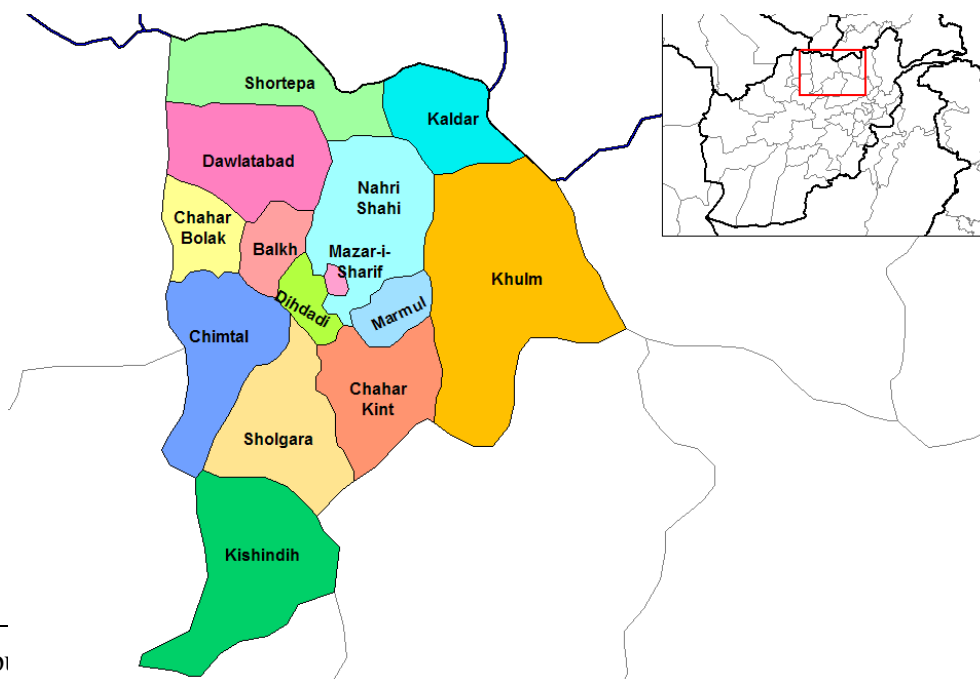 Shortepa
Kaldar
Dawlatabad
Nahri
Shahi
Chahar
Bolak
Balkh
Mazar-i-
Sharif
Khulm
Dihdadi
Marmul
Chimtal
Chahar
Kint
Sholgara
Kishindih